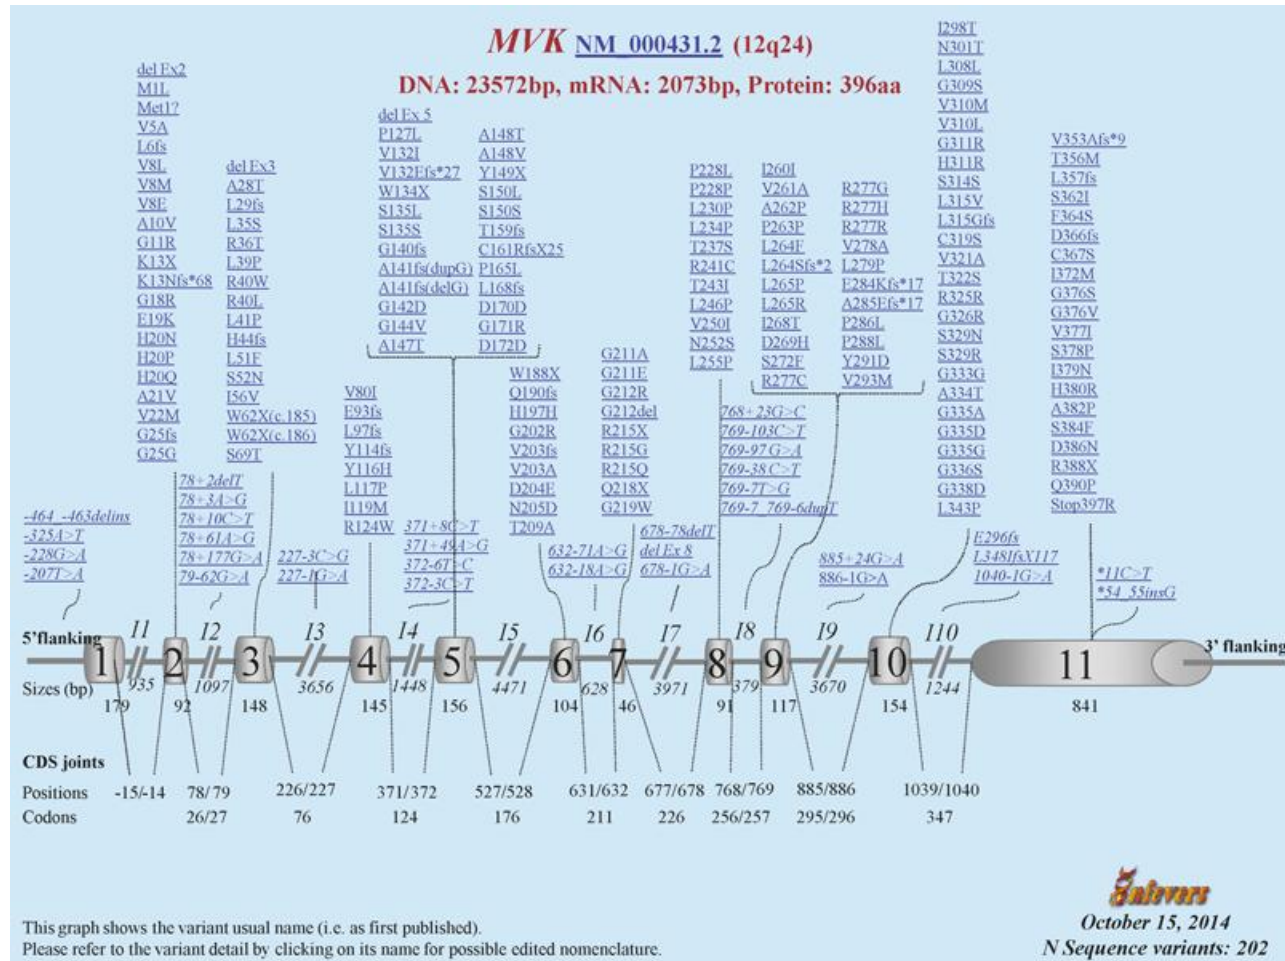 MVK NM_000431.2 (12q24)
DNA: 23572bp, mRNA: 2073bp, Protein: 396aa
del Ex2
M1L
Met1?
V5A
L6fs
V8L
V8M
V8E
A10V
G11R
K13X
K13Nfs*68
G18R
E19K
H20N
H20P
H20Q
A21V
V22M
G25fs
G25G
del Ex3
A28T
L29fs
L35S
R36T
L39P
R40W
R40L
L41P
H44fs
L51F
S52N
I56V
W62X(c.185)
W62X(c.186)
S69T
V80I
E93fs
L97fs
Y114fs
Y116H
L117P
I119M
R124W
del Ex 5
P127L
V132I
V132Efs*27
W134X
S135L
S135S
G140fs
A141fs(dupG)
A141fs(delG)
G142D
G144V
A147T
A148T
A148V
Y149X
S150L
S150S
T159fs
C161RfsX25
P165L
L168fs
D170D
G171R
D172D
W188X
Q190fs
H197H
G202R
V203fs
V203A
D204E
N205D
T209A
G211A
G211E
G212R
G212del
R215X
R215G
R215Q
Q218X
G219W
P228L
P228P
L230P
L234P
T237S
R241C
T243I
L246P
V250I
N252S
L255P
I260I
V261A
A262P
P263P
L264F
L264Sfs*2
L265P
L265R
I268T
D269H
S272F
R277C
R277G
R277H
R277R
V278A
L279P
E284Kfs*17
A285Efs*17
P286L
P288L
Y291D
V293M
I298T
N301T
L308L
G309S
V310M
V310L
G311R
H311R
S314S
L315V
L315Gfs
C319S
V321A
T322S
R325R
G326R
S329N
S329R
G333G
A334T
G335A
G335D
G335G
G336S
G338D
L343P
V353Afs*9
T356M
L357fs
S362I
F364S
D366fs
C367S
I372M
G376S
G376V
V377I
S378P
I379N
H380R
A382P
S384F
D386N
R388X
Q390P
Stop397R
-464_-463delins
-325A>T
-228G>A
-207T>A
78+2delT
78+3A>G
78+10C>T
78+61A>G
78+177G>A
79-62G>A
227-3C>G
227-1G>A
371+8C>T
371+49A>G
372-6T>C
372-3C>T
632-71A>G
632-18A>G
678-78delT
del Ex 8
678-1G>A
768+23G>C
769-103C>T
769-97G>A
769-38C>T
769-7T>G
769-7_769-6dupT
885+24G>A
886-1G>A
E296fs
L348IfsX117
1040-1G>A
*11C>T
*54_55insG
5'flanking I1 I2 I3 I4 I5 I6 I7 I8 I9 I10 3' flanking
1 2 3 4 5 6 7 8 9 10 11
Sizes (bp) 935 1097 3656 1448 4471 628 3971 379 3670 1244
179 92 148 145 156 104 46 91 117 154 841
CDS joints
Positions -15/-14 78/79 226/227 371/372 527/528 631/632 677/678 768/769 885/886 1039/1040
Codons 26/27 76 124 176 211 226 256/257 295/296 347
infevers
October 15, 2014
This graph shows the variant usual name (i.e. as first published).
Please refer to the variant detail by clicking on its name for possible edited nomenclature.
N Sequence variants: 202